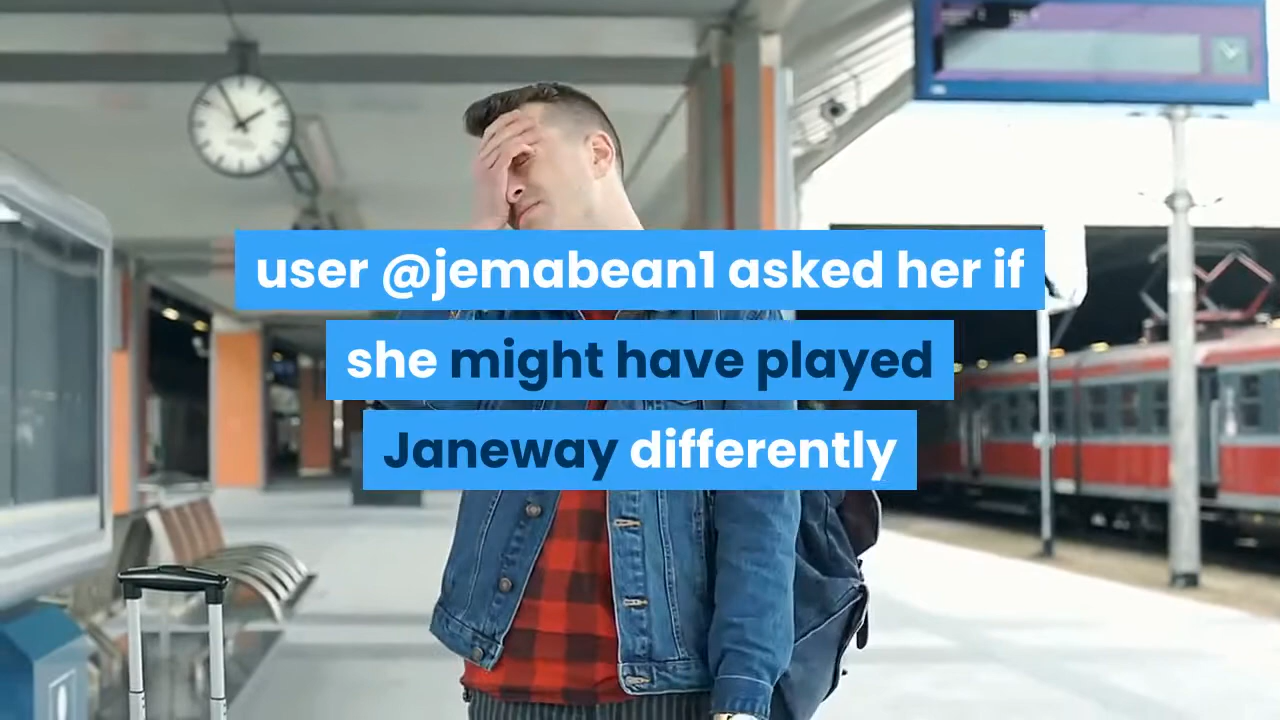 user @jemabean1 asked her if
she might have played
Janeway differently